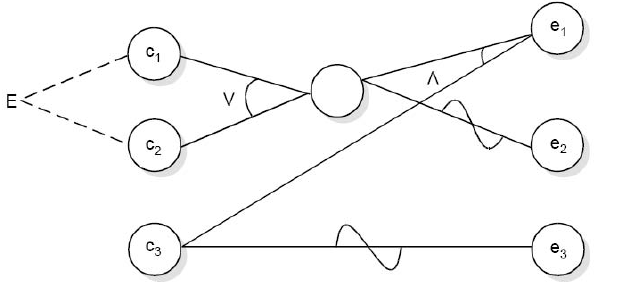 e₁
c₁
E
V
Λ
c₂
e₂
c₃
e₃